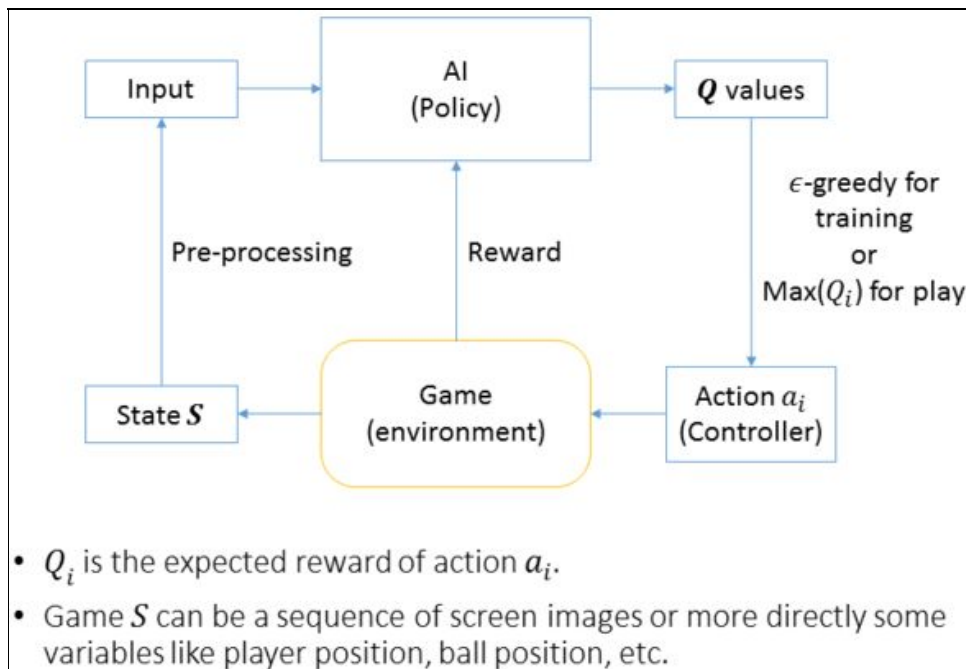 Input
AI
(Policy)
Q values
Pre-processing
Reward
ϵ-greedy for
training
or
Max(Qᵢ) for play
State S
Game
(environment)
Action aᵢ
(Controller)
• Qᵢ is the expected reward of action aᵢ.
• Game S can be a sequence of screen images or more directly some
variables like player position, ball position, etc.